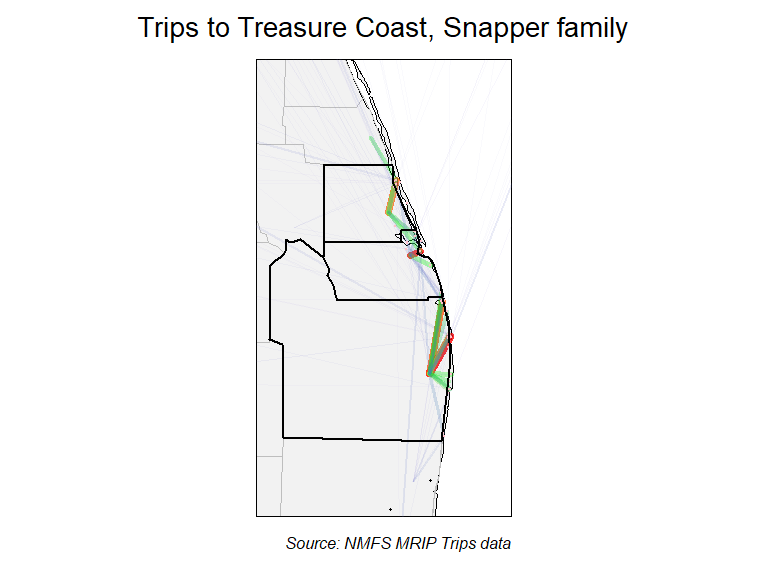 Trips to Treasure Coast, Snapper family
Source: NMFS MRIP Trips data